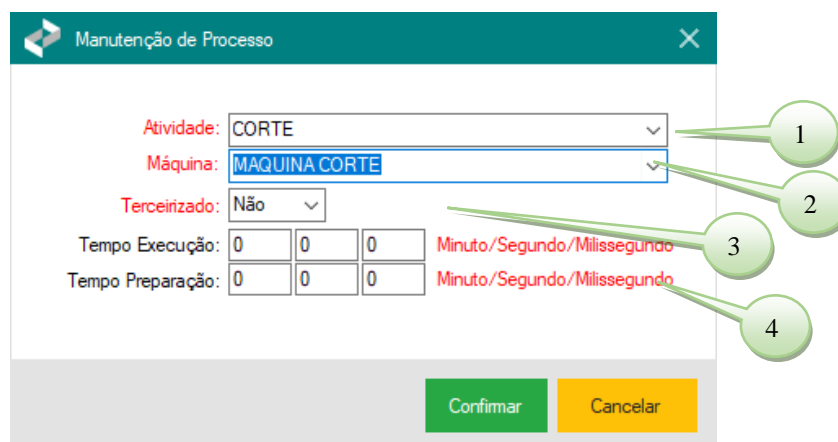 Manutenção de Processo
Atividade: CORTE
1
Máquina: MAQUINA CORTE
2
Terceirizado: Não
3
Tempo Execução: 0 0 0 Minuto/Segundo/Milissegundo
Tempo Preparação: 0 0 0 Minuto/Segundo/Milissegundo
4
Confirmar Cancelar